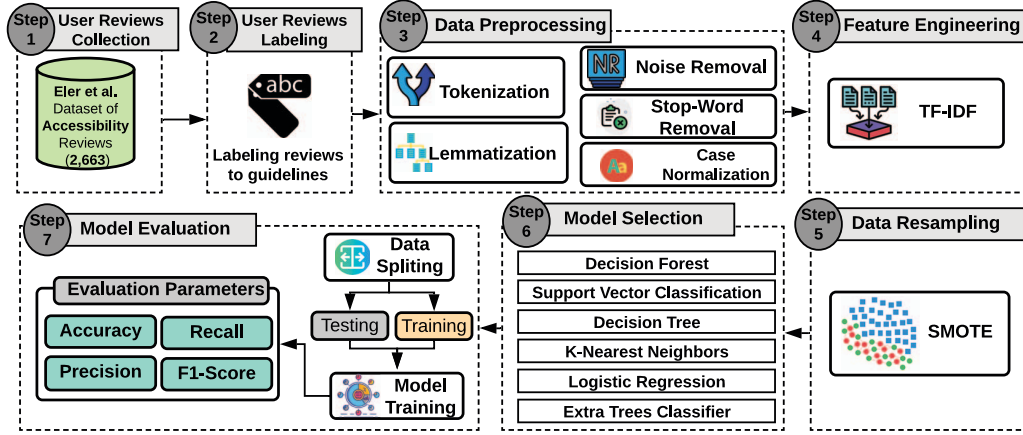 Step
1
User Reviews
Collection
Eler et al.
Dataset of
Accessibility
Reviews
(2,663)
Step
2
User Reviews
Labeling
abc
Labeling reviews
to guidelines
Step
3
Data Preprocessing
Tokenization
Lemmatization
NR
Noise Removal
Stop-Word
Removal
Aa
Case
Normalization
Step
4
Feature Engineering
TF-IDF
Step
5
Data Resampling
SMOTE
Step
6
Model Selection
Decision Forest
Support Vector Classification
Decision Tree
K-Nearest Neighbors
Logistic Regression
Extra Trees Classifier
Step
7
Model Evaluation
Data
Spliting
Testing
Training
Model
Training
Evaluation Parameters
Accuracy
Recall
Precision
F1-Score